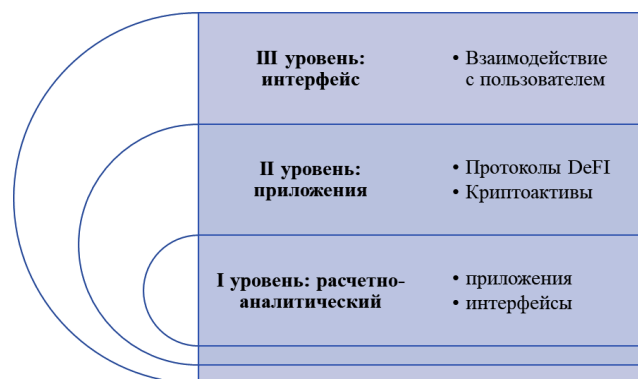 III уровень:
интерфейс
• Взаимодействие
с пользователем
II уровень:
приложения
• Протоколы DeFI
• Криптоактивы
I уровень: расчетно-
аналитический
• приложения
• интерфейсы